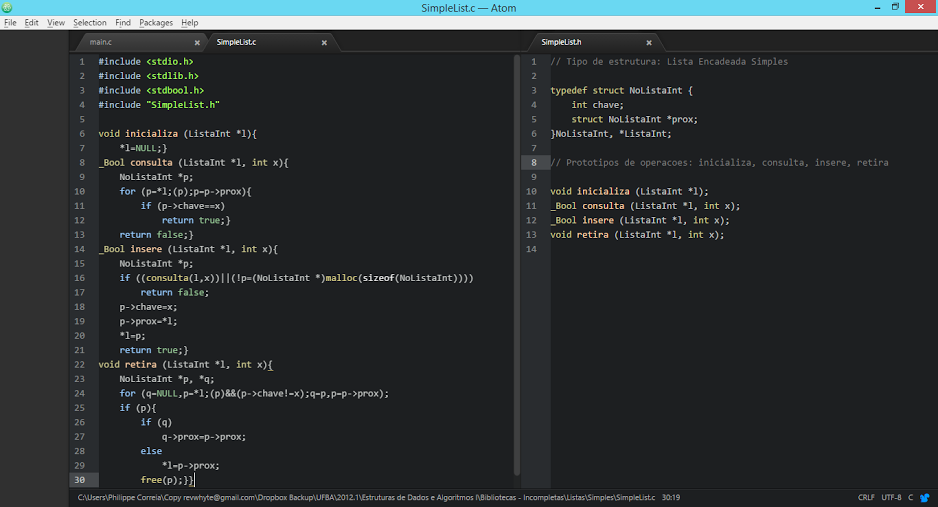 SimpleList.c — Atom
File Edit View Selection Find Packages Help
main.c
SimpleList.c
1 #include <stdio.h>
2 #include <stdlib.h>
3 #include <stdbool.h>
4 #include "SimpleList.h"
5
6 void inicializa (ListaInt *l){
7 *l=NULL;}
8 _Bool consulta (ListaInt *l, int x){
9 NoListaInt *p;
10 for (p=*l;(p);p=p->prox){
11 if (p->chave==x)
12 return true;}
13 return false;}
14 _Bool insere (ListaInt *l, int x){
15 NoListaInt *p;
16 if ((consulta(l,x))||(!p=(NoListaInt *)malloc(sizeof(NoListaInt))))
17 return false;
18 p->chave=x;
19 p->prox=*l;
20 *l=p;
21 return true;}
22 void retira (ListaInt *l, int x){
23 NoListaInt *p, *q;
24 for (q=NULL,p=*l;(p)&&(p->chave!=x);q=p,p=p->prox);
25 if (p){
26 if (q)
27 q->prox=p->prox;
28 else
29 *l=p->prox;
30 free(p);}}
SimpleList.h
1 // Tipo de estrutura: Lista Encadeada Simples
2
3 typedef struct NoListaInt {
4 int chave;
5 struct NoListaInt *prox;
6 }NoListaInt, *ListaInt;
7
8 // Prototipos de operacoes: inicializa, consulta, insere, retira
9
10 void inicializa (ListaInt *l);
11 _Bool consulta (ListaInt *l, int x);
12 _Bool insere (ListaInt *l, int x);
13 void retira (ListaInt *l, int x);
14
C:\Users\Philippe Correia\Copy revwhyte@gmail.com\Dropbox Backup\UFBA\2012.1\Estruturas de Dados e Algoritmos I\Bibliotecas - Incompletas\Listas\Simples\SimpleList.c 30:19 CRLF UTF-8 C